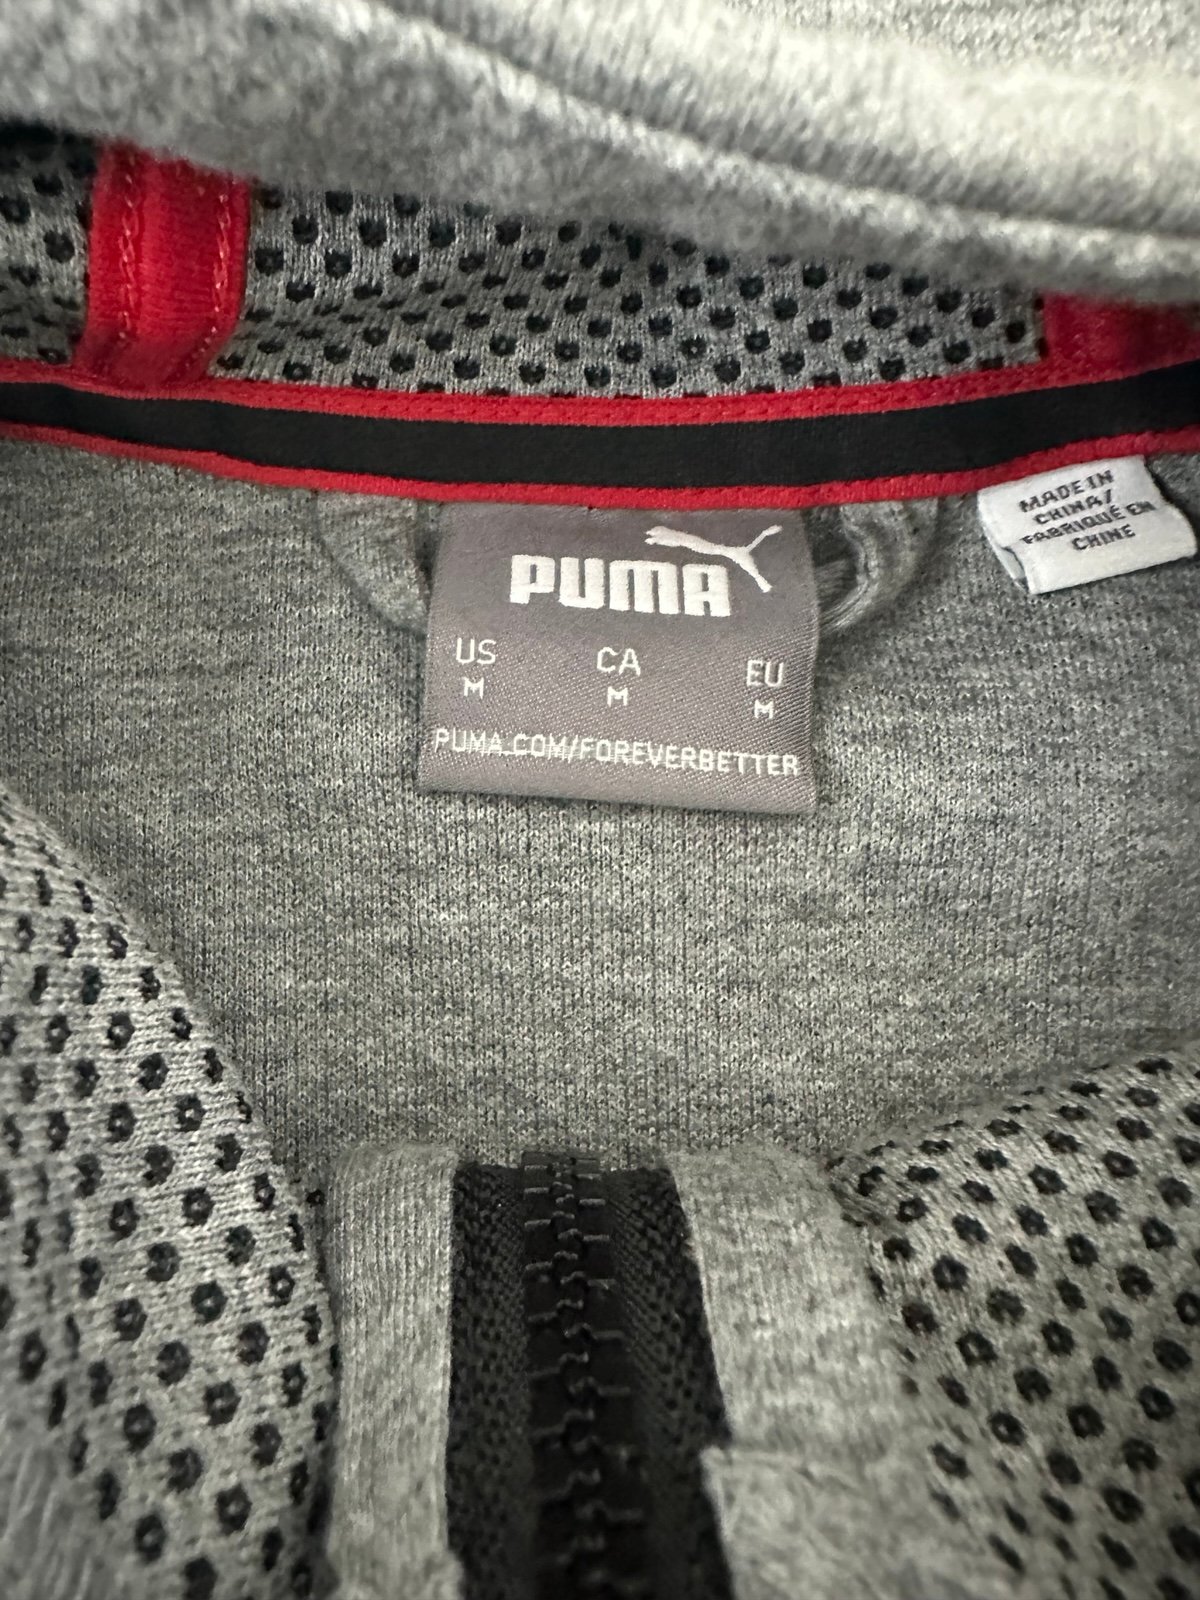 PUMA
US CA EU
M M M
PUMA.COM/FOREVERBETTER
MADE IN
CHINA/
FABRIQUÉ EN
CHINE